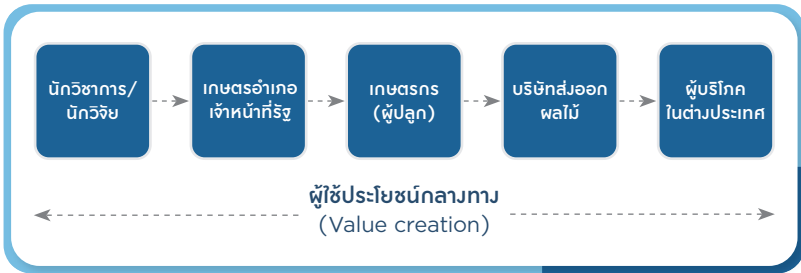 นักวิชาการ/
นักวิจัย
เกษตรอำเภอ
เจ้าหน้าที่รัฐ
เกษตรกร
(ผู้ปลูก)
บริษัทส่งออก
ผลไม้
ผู้บริโภค
ในต่างประเทศ
ผู้ใช้ประโยชน์กลางทาง
(Value creation)